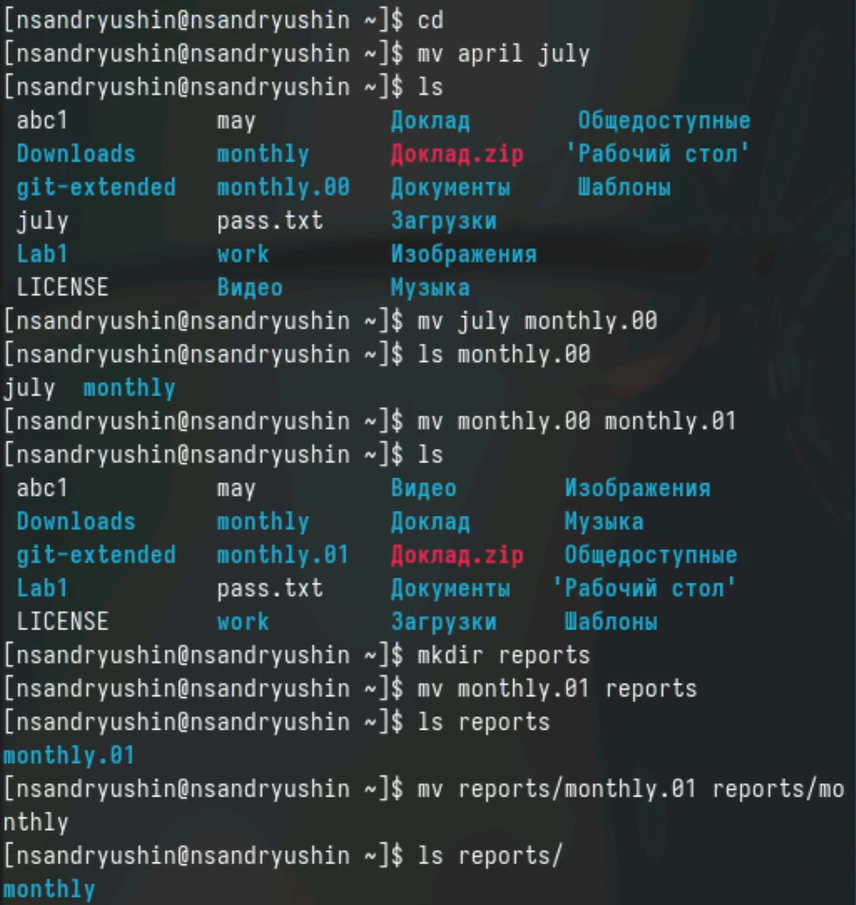 [nsandryushin@nsandryushin ~]$ cd
[nsandryushin@nsandryushin ~]$ mv april july
[nsandryushin@nsandryushin ~]$ ls
abc1 may Доклад Общедоступные
Downloads monthly Доклад.zip 'Рабочий стол'
git-extended monthly.00 Документы Шаблоны
july pass.txt Загрузки
Lab1 work Изображения
LICENSE Видео Музыка
[nsandryushin@nsandryushin ~]$ mv july monthly.00
[nsandryushin@nsandryushin ~]$ ls monthly.00
july monthly
[nsandryushin@nsandryushin ~]$ mv monthly.00 monthly.01
[nsandryushin@nsandryushin ~]$ ls
abc1 may Видео Изображения
Downloads monthly Доклад Музыка
git-extended monthly.01 Доклад.zip Общедоступные
Lab1 pass.txt Документы 'Рабочий стол'
LICENSE work Загрузки Шаблоны
[nsandryushin@nsandryushin ~]$ mkdir reports
[nsandryushin@nsandryushin ~]$ mv monthly.01 reports
[nsandryushin@nsandryushin ~]$ ls reports
monthly.01
[nsandryushin@nsandryushin ~]$ mv reports/monthly.01 reports/mo
nthly
[nsandryushin@nsandryushin ~]$ ls reports/
monthly